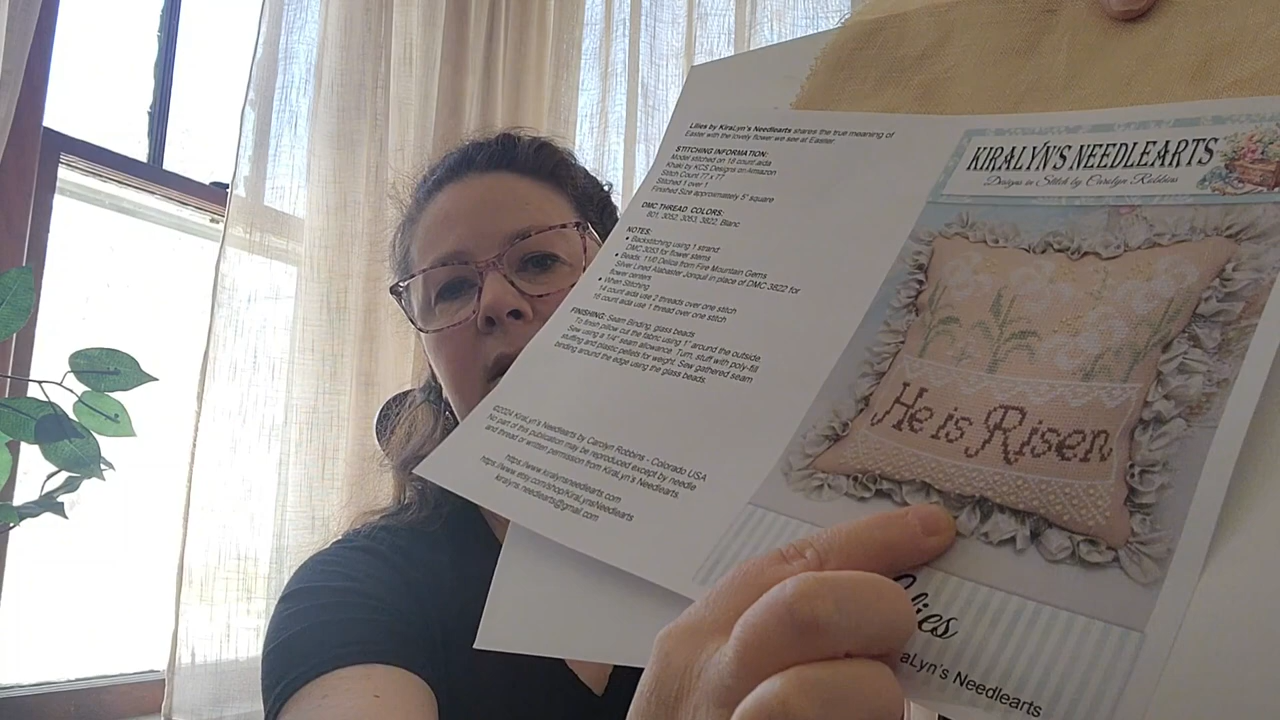 Lilies by KiraLyn's Needlearts shares the true meaning of
Easter with the lovely flower we see at Easter.
STITCHING INFORMATION:
Model stitched on 18 count aida
Khaki by KCS Designs on Amazon
Stitch Count 77 x 77
Stitched 1 over 1
Finished Size approximately 5" square
DMC THREAD COLORS:
801, 3052, 3053, 3822, Blanc
NOTES:
• Backstitching using 1 strand
DMC 3053 for flower stems
• Beads: 11/0 Delica from Fire Mountain Gems
Silver Lined Alabaster Jonquil in place of DMC 3822 for
flower centers
• When Stitching
14 count aida use 2 threads over one stitch
18 count aida use 1 thread over one stitch
FINISHING: Seam Binding, glass beads
To finish pillow cut the fabric using 1" around the outside.
Sew using a 1/4" seam allowance. Turn, stuff with poly-fill
stuffing and plastic pellets for weight. Sew gathered seam
binding around the edge using the glass beads.
©2024 KiraLyn's Needlearts by Carolyn Robbins - Colorado USA
No part of this publication may be reproduced except by needle
and thread or written permission from KiraLyn's Needlearts.
https://www.kiralynsneedlearts.com
https://www.etsy.com/shop/KiraLynsNeedlearts
kiralyns.needlearts@gmail.com
KIRALYN'S NEEDLEARTS
Designs in Stitch by Carolyn Robbins
He is Risen
lies
aLyn's Needlearts